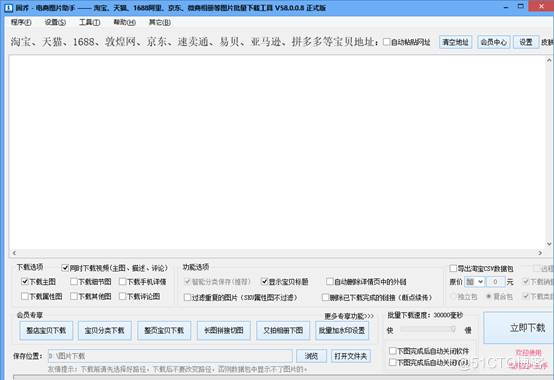 固乔 - 电商图片助手 —— 淘宝、天猫、1688阿里、京东、微商相册等图片批量下载工具 V58.0.0.8 正式版
程序(F) 设置(S) 工具(T) 帮助(H) 其它(B)
淘宝、天猫、1688、敦煌网、京东、速卖通、易贝、亚马逊、拼多多等宝贝地址: 自动粘贴网址 清空地址 会员中心 设置 皮肤
下载选项 同时下载视频(主图、描述、评论) 功能选项 导出淘宝CSV数据包 远程
下载主图 下载细节图 下载手机详情 智能分类保存(推荐) 显示宝贝标题 自动删除详情页中的外链 原价 加 0 元 下载销
下载属性图 下载其他图 下载评论图 过滤重复的图片(SKU属性图不过滤) 删除已下载完成的链接(断点续传) 独立包 复合包 下载类
会员专享 更多专享功能>>> 批量下载速度: 30000毫秒
整店宝贝下载 宝贝分类下载 整页宝贝下载 长图拼接切图 又拍相册下图 批量加水印设置 快 慢 立即下载
保存位置: D:\图片下载 浏览 打开文件夹 下图完成后自动关闭软件 欢迎使用
友情提示: 下载前请先选择好路径, 下载后不要改变路径, 否则数据包中显示不了图片的。 下图完成后自动关闭
@51CTO博客